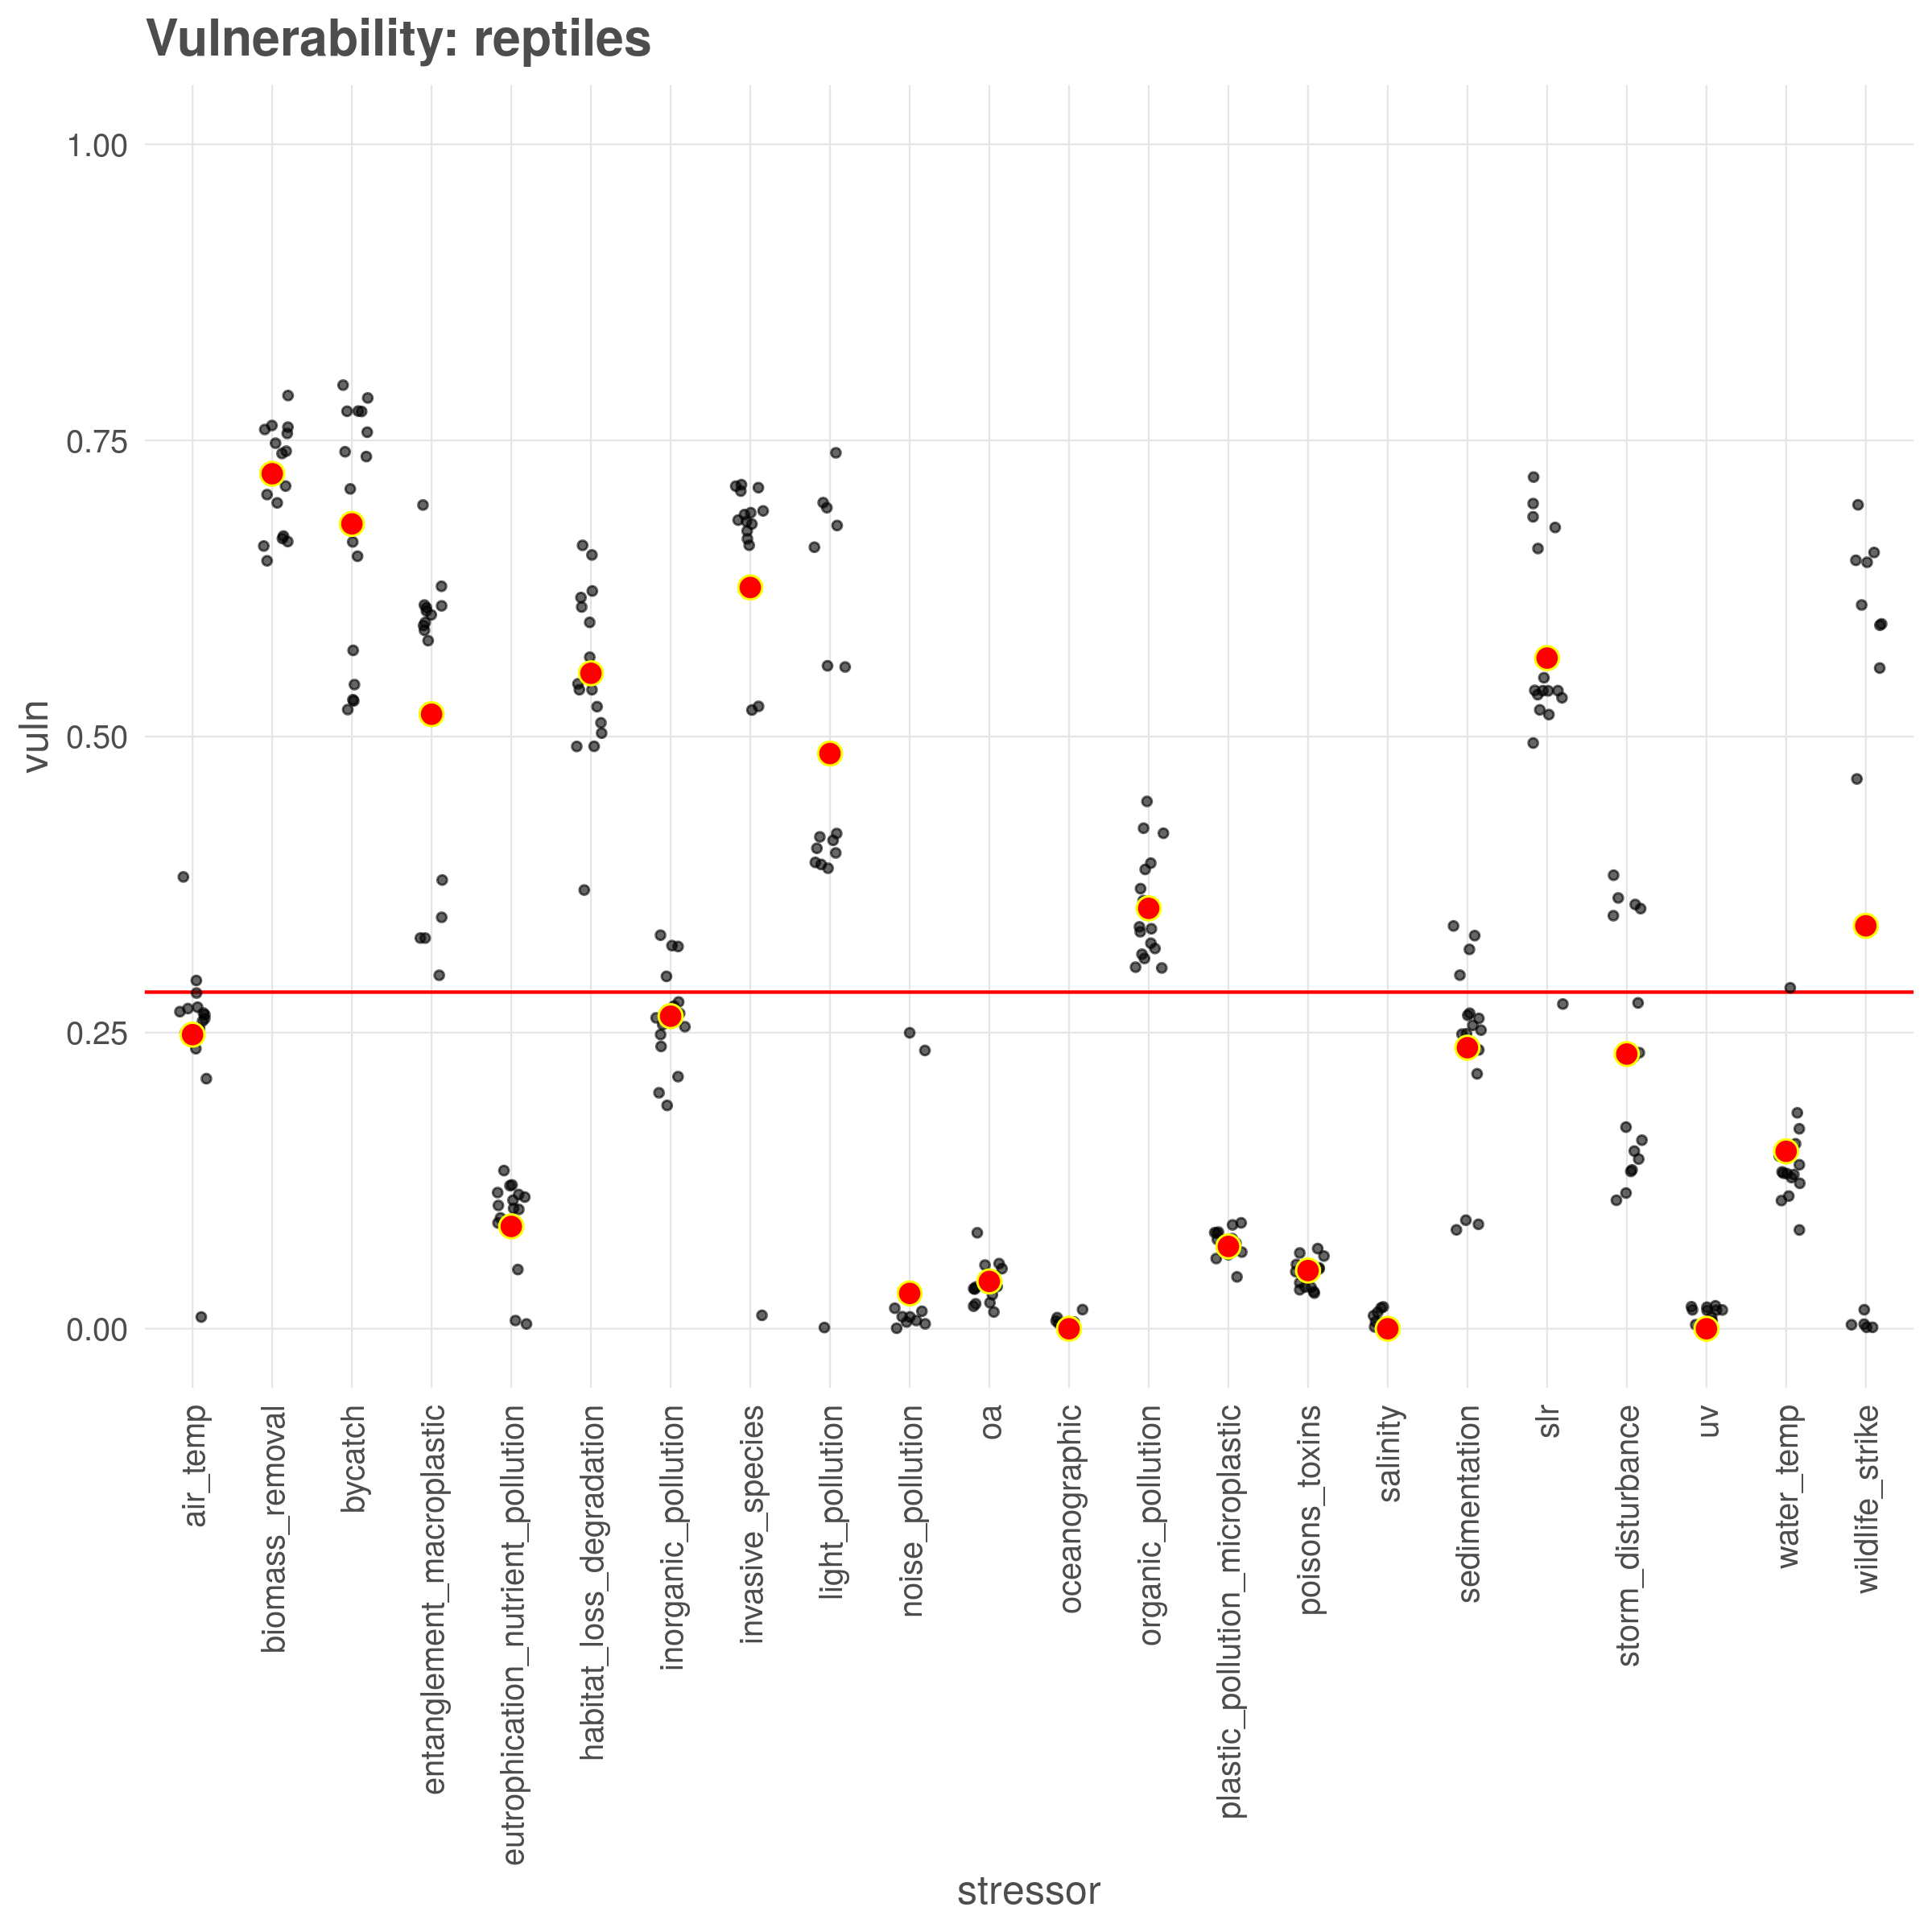 Vulnerability: reptiles
vuln
1.00
0.75
0.50
0.25
0.00
air_temp
biomass_removal
bycatch
entanglement_macroplastic
eutrophication_nutrient_pollution
habitat_loss_degradation
inorganic_pollution
invasive_species
light_pollution
noise_pollution
oa
oceanographic
organic_pollution
plastic_pollution_microplastic
poisons_toxins
salinity
sedimentation
slr
storm_disturbance
uv
water_temp
wildlife_strike
stressor